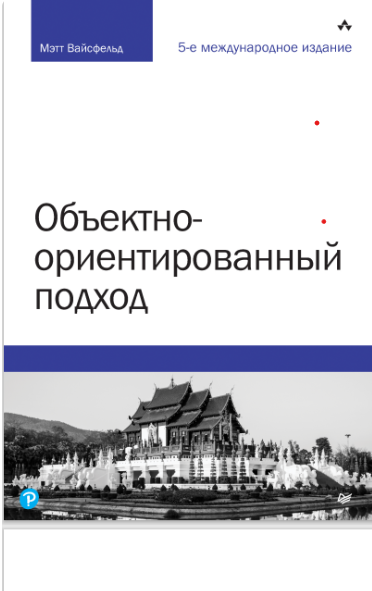 Мэтт Вайсфельд
5-е международное издание
Объектно-
ориентированный
подход